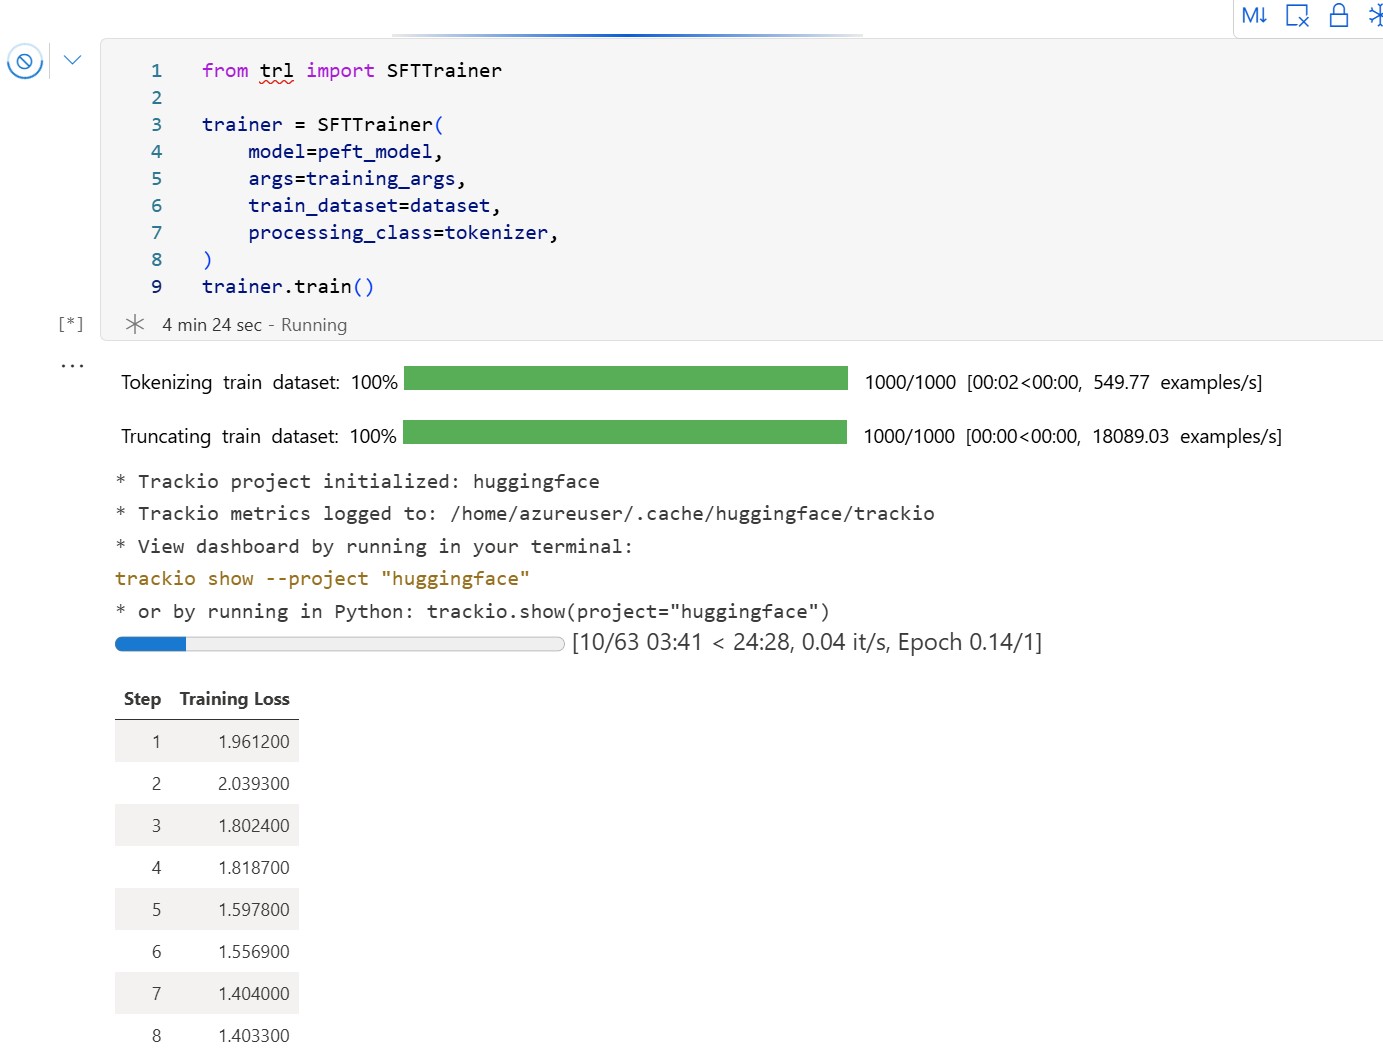 M↓
1 from trl import SFTTrainer
2
3 trainer = SFTTrainer(
4 model=peft_model,
5 args=training_args,
6 train_dataset=dataset,
7 processing_class=tokenizer,
8 )
9 trainer.train()
[*] 4 min 24 sec - Running
...
Tokenizing train dataset: 100% 1000/1000 [00:02<00:00, 549.77 examples/s]
Truncating train dataset: 100% 1000/1000 [00:00<00:00, 18089.03 examples/s]
* Trackio project initialized: huggingface
* Trackio metrics logged to: /home/azureuser/.cache/huggingface/trackio
* View dashboard by running in your terminal:
trackio show --project "huggingface"
* or by running in Python: trackio.show(project="huggingface")
[10/63 03:41 < 24:28, 0.04 it/s, Epoch 0.14/1]
Step Training Loss
1 1.961200
2 2.039300
3 1.802400
4 1.818700
5 1.597800
6 1.556900
7 1.404000
8 1.403300